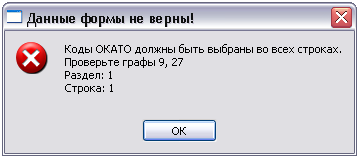 Данные формы не верны!
Коды ОКАТО должны быть выбраны во всех строках.
Проверьте графы 9, 27
Раздел: 1
Строка: 1
OK